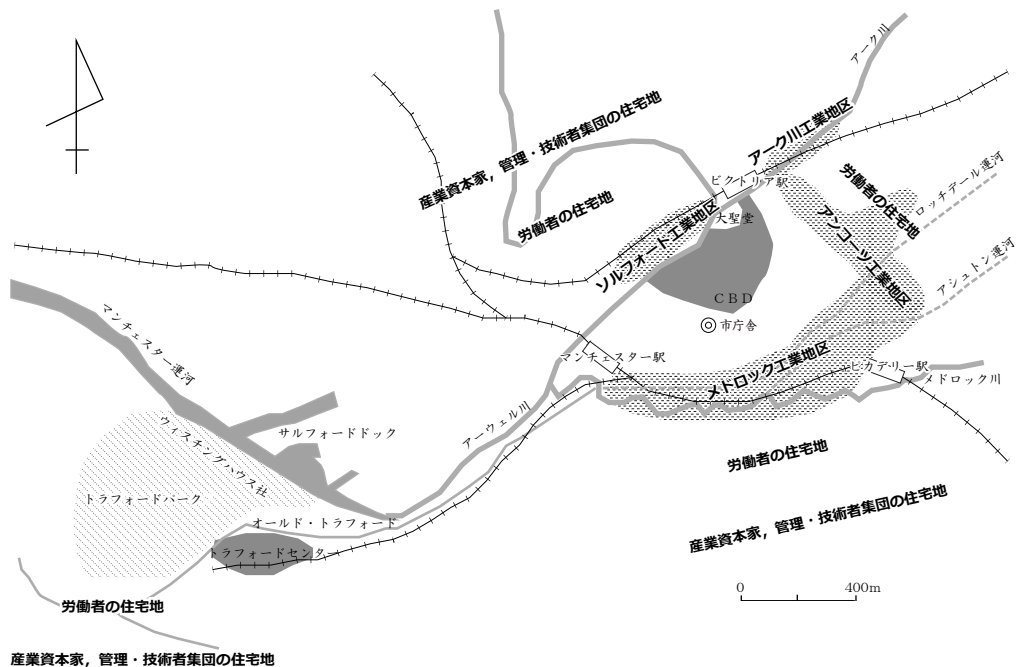 アーク川
産業資本家，管理・技術者集団の住宅地
アーク川工業地区
ビクトリア駅
労働者の住宅地
ロッチデール運河
労働者の住宅地
大聖堂
アンコーツ工業地区
ソルフォード工業地区
アシュトン運河
CBD
市庁舎
マンチェスター運河
マンチェスター駅
メドロック工業地区
ピカデリー駅
メドロック川
アーウェル川
サルフォードドック
ウィスチングハウス社
労働者の住宅地
トラフォードパーク
産業資本家，管理・技術者集団の住宅地
オールド・トラフォード
トラフォードセンター
0 400m
労働者の住宅地
産業資本家，管理・技術者集団の住宅地